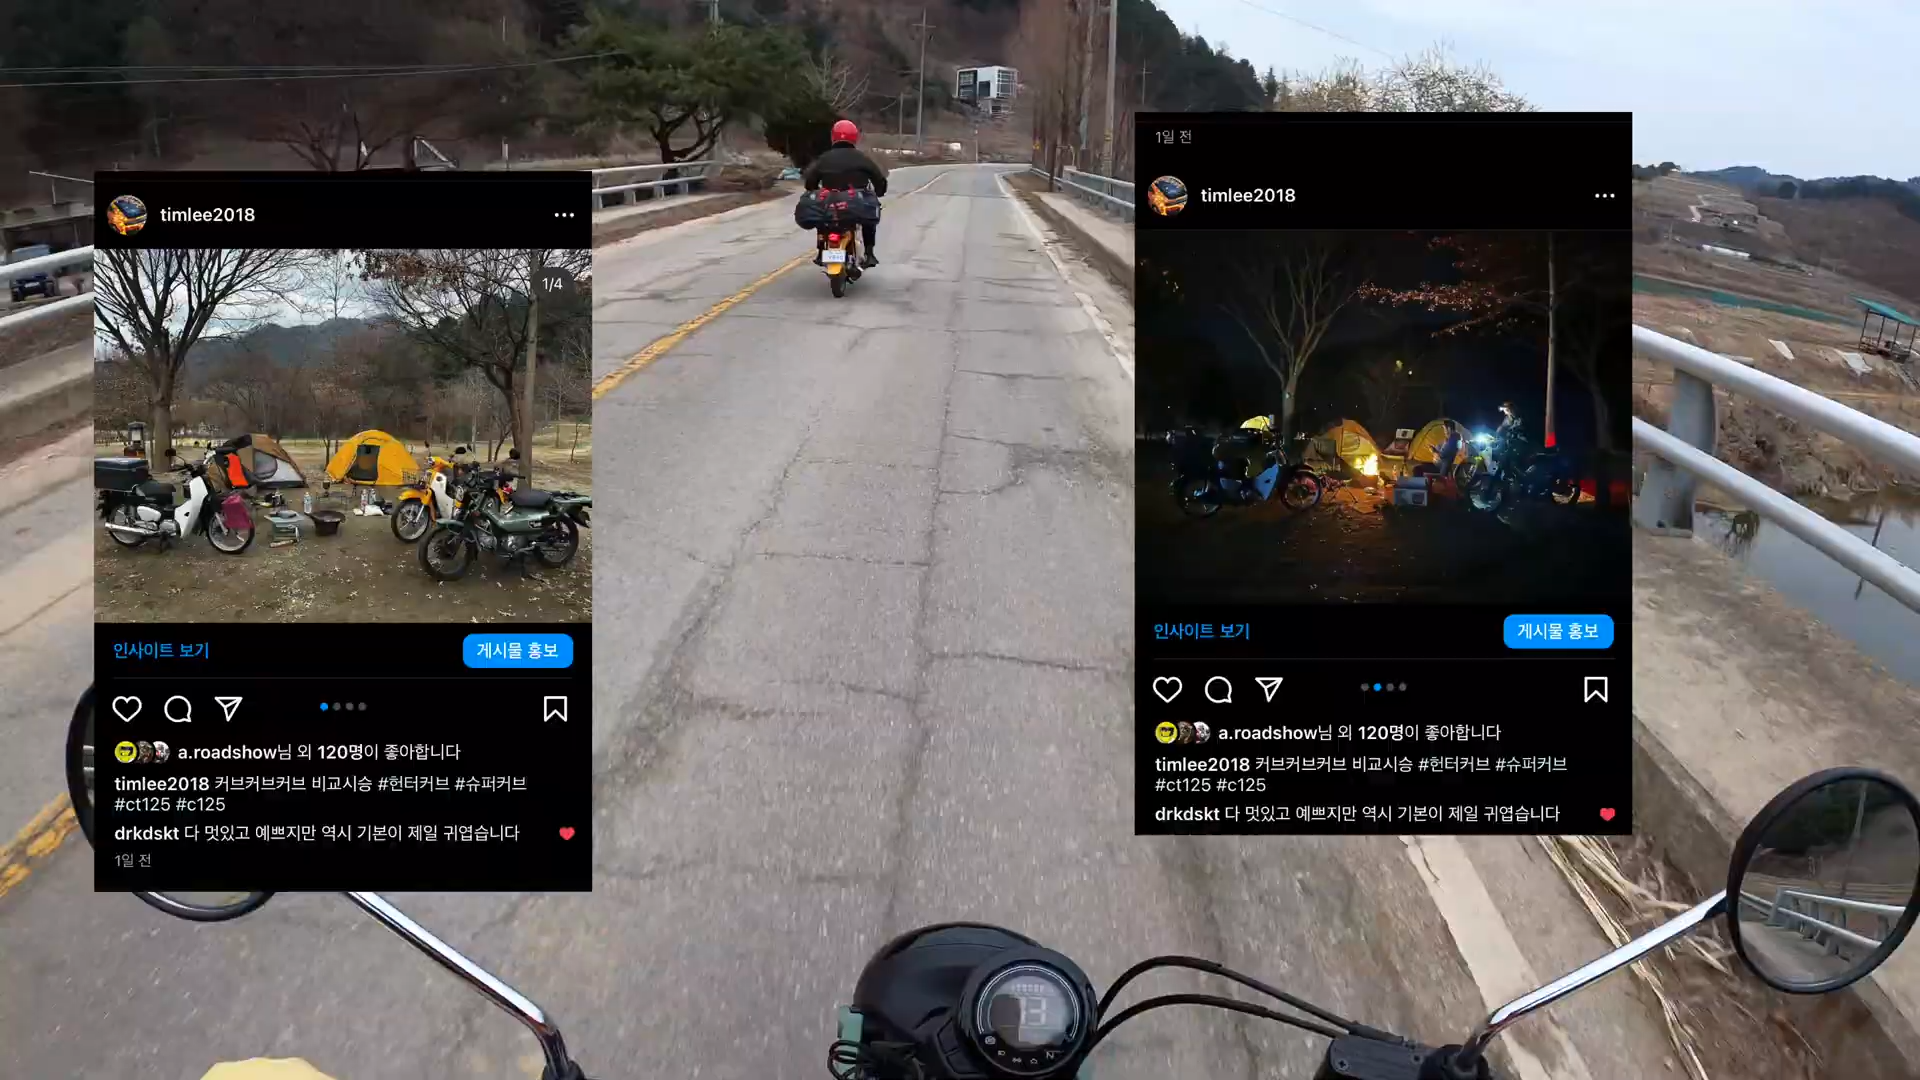 timlee2018
1/4
인사이트 보기
게시물 홍보
a.roadshow님 외 120명이 좋아합니다
timlee2018 커브커브커브 비교시승 #헌터커브 #슈퍼커브
#ct125 #c125
drkdskt 다 멋있고 예쁘지만 역시 기본이 제일 귀엽습니다
1일 전
1일 전
timlee2018
인사이트 보기
게시물 홍보
a.roadshow님 외 120명이 좋아합니다
timlee2018 커브커브커브 비교시승 #헌터커브 #슈퍼커브
#ct125 #c125
drkdskt 다 멋있고 예쁘지만 역시 기본이 제일 귀엽습니다
73